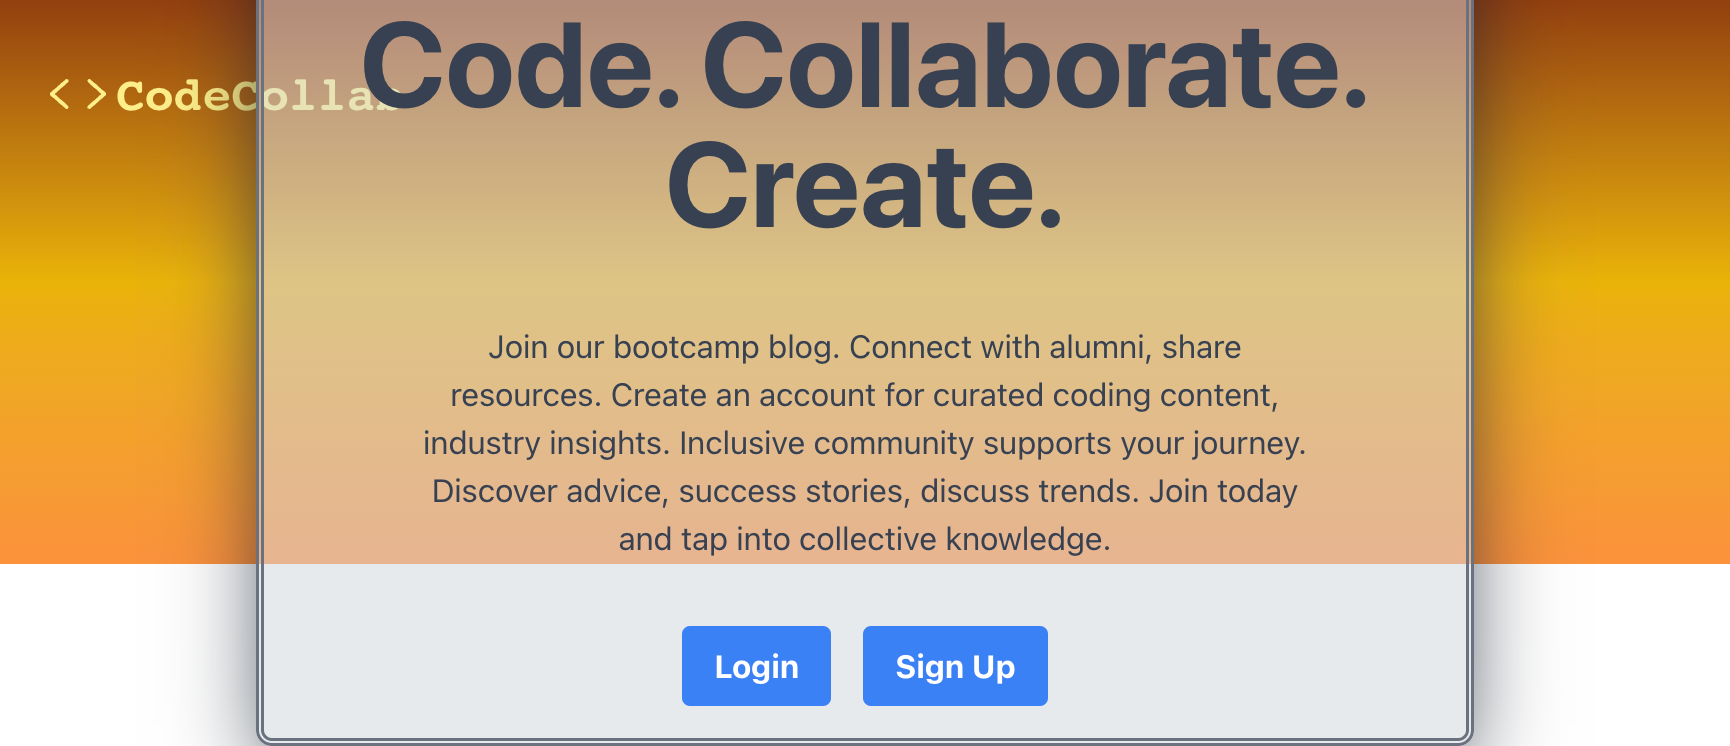 <>CodeCollab
Code. Collaborate.
Create.
Join our bootcamp blog. Connect with alumni, share
resources. Create an account for curated coding content,
industry insights. Inclusive community supports your journey.
Discover advice, success stories, discuss trends. Join today
and tap into collective knowledge.
Login
Sign Up